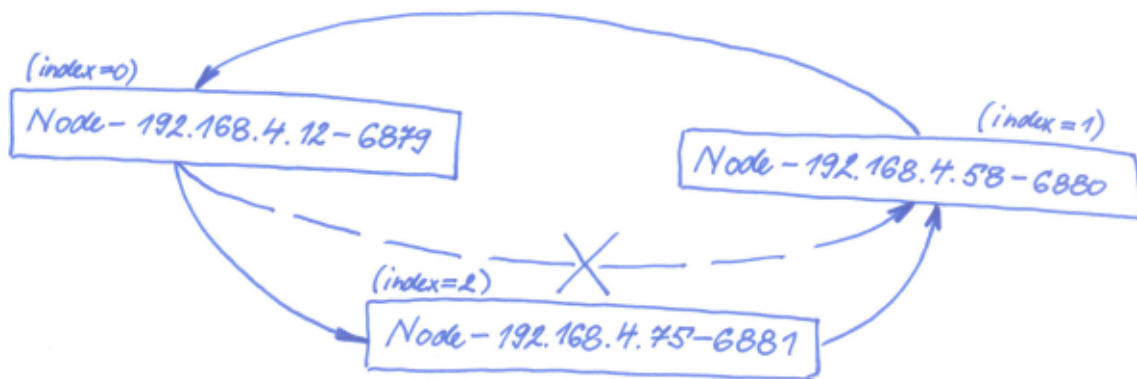 (index=0)
Node-192.168.4.12-6879
(index=1)
Node-192.168.4.58-6880
(index=2)
Node-192.168.4.75-6881